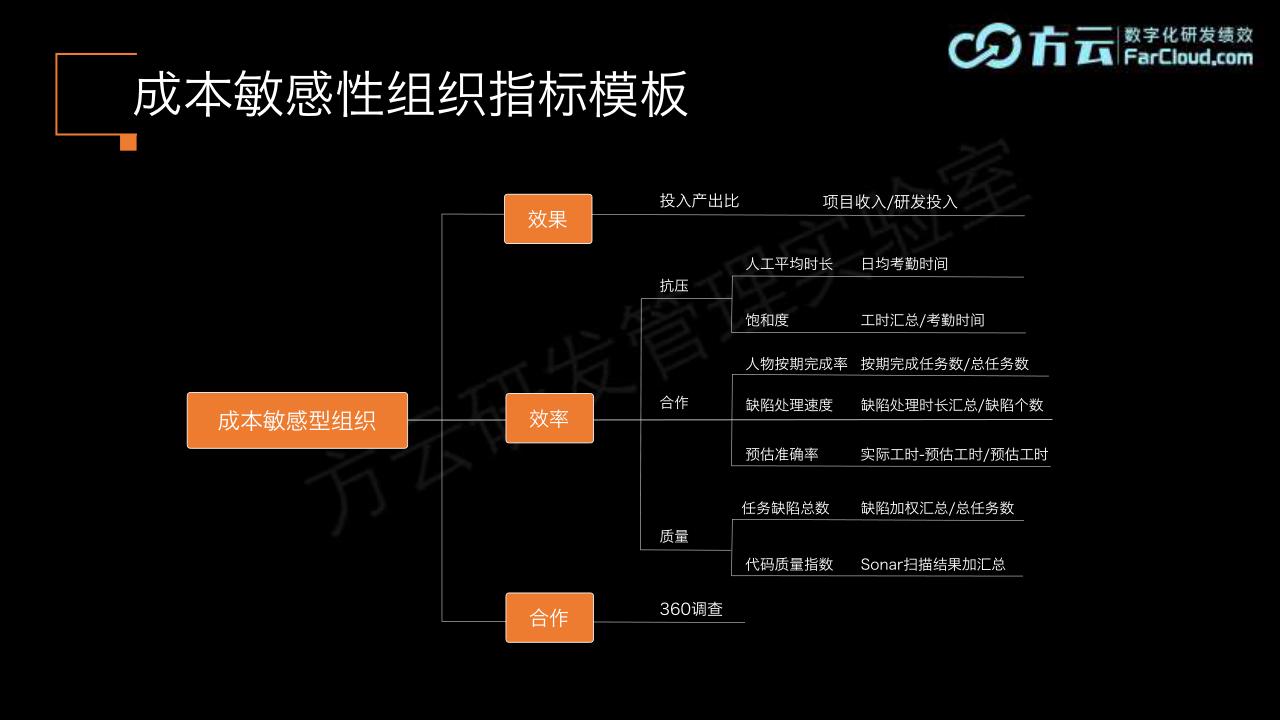 方云
数字化研发绩效
FarCloud.com
成本敏感性组织指标模板
效果
投入产出比
项目收入/研发投入
抗压
人工平均时长
日均考勤时间
饱和度
工时汇总/考勤时间
成本敏感型组织
效率
合作
人物按期完成率
按期完成任务数/总任务数
缺陷处理速度
缺陷处理时长汇总/缺陷个数
预估准确率
实际工时-预估工时/预估工时
质量
任务缺陷总数
缺陷加权汇总/总任务数
代码质量指数
Sonar扫描结果加汇总
合作
360调查
方云研发管理实验室